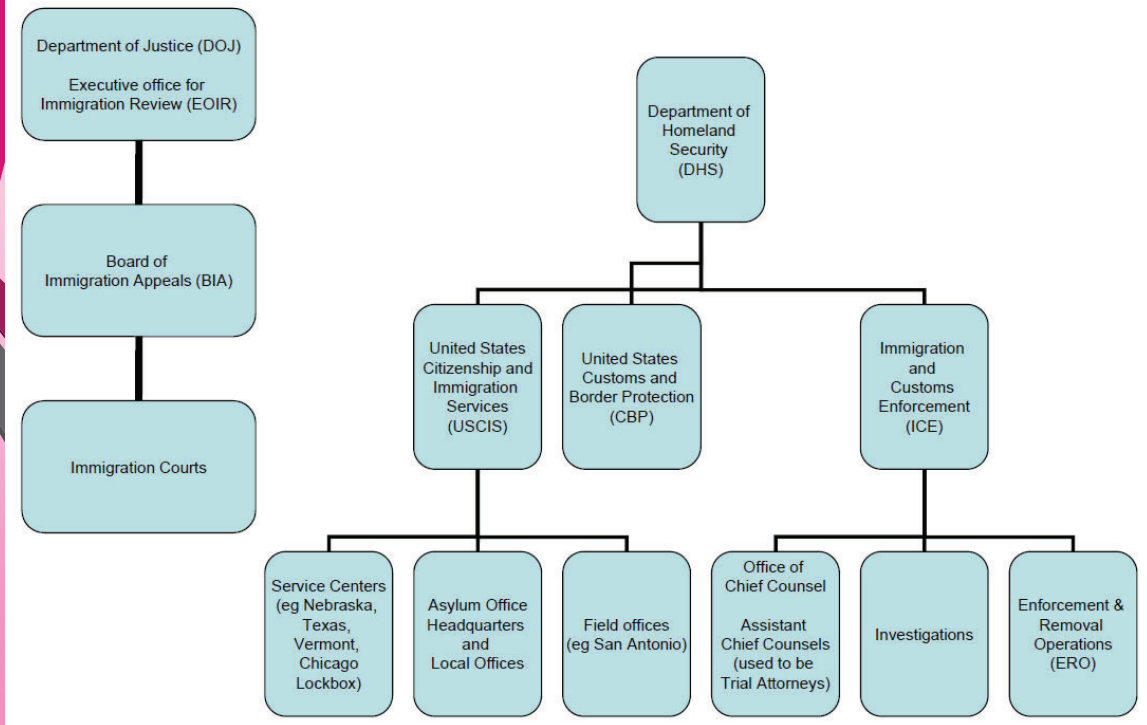 Department of Justice (DOJ)
Executive office for
Immigration Review (EOIR)
Board of
Immigration Appeals (BIA)
Immigration Courts
Department of
Homeland
Security
(DHS)
United States
Citizenship and
Immigration
Services
(USCIS)
United States
Customs and
Border Protection
(CBP)
Immigration
and
Customs
Enforcement
(ICE)
Service Centers
(eg Nebraska,
Texas,
Vermont,
Chicago
Lockbox)
Asylum Office
Headquarters
and
Local Offices
Field offices
(eg San Antonio)
Office of
Chief Counsel
Assistant
Chief Counsels
(used to be
Trial Attorneys)
Investigations
Enforcement &
Removal
Operations
(ERO)